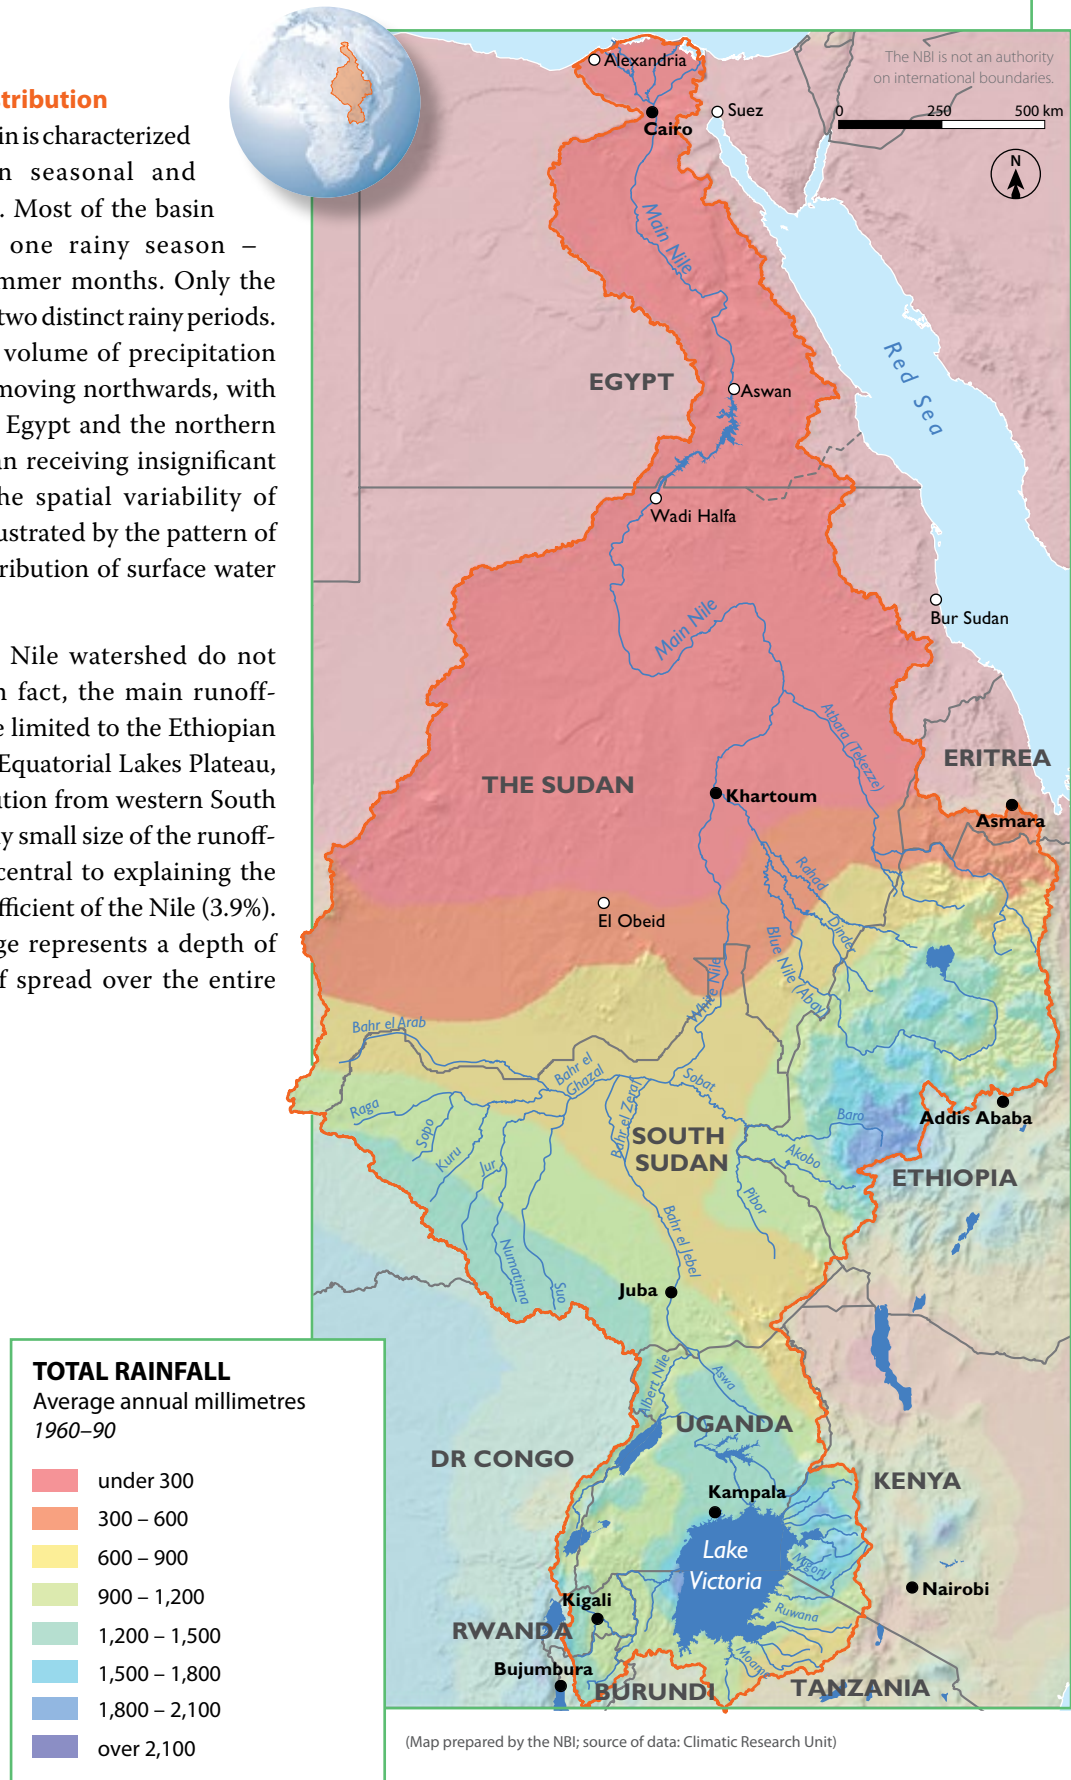 tribution
in is characterized
n seasonal and
. Most of the basin
one rainy season –
mmer months. Only the
two distinct rainy periods.
volume of precipitation
moving northwards, with
Egypt and the northern
an receiving insignificant
he spatial variability of
lustrated by the pattern of
tribution of surface water
Nile watershed do not
n fact, the main runoff-
e limited to the Ethiopian
Equatorial Lakes Plateau,
ution from western South
ly small size of the runoff-
central to explaining the
fficient of the Nile (3.9%).
ge represents a depth of
f spread over the entire
The NBI is not an authority
on international boundaries.
0 250 500 km
N
Alexandria
Suez
Cairo
Main Nile
Red Sea
EGYPT
Aswan
Wadi Halfa
Bur Sudan
Main Nile
Atbara (Tekezze)
ERITREA
THE SUDAN
Khartoum
Asmara
Rahad
El Obeid
Dinder
Blue Nile (Abay)
White Nile
Bahr el Arab
Bahr el
Ghazal
Bahr el Zeraf
Sobat
Raga
Sopo
Kuru
Jur
SOUTH
SUDAN
Baro
Addis Ababa
Akobo
ETHIOPIA
Pibor
Bahr el Jebel
Numatinna
Suo
Juba
Albert Nile
Aswa
UGANDA
DR CONGO
KENYA
Kampala
Lake
Victoria
Migori
Nairobi
Kigali
Ruwana
RWANDA
Moame
Bujumbura
BURUNDI
TANZANIA
TOTAL RAINFALL
Average annual millimetres
1960–90
under 300
300 – 600
600 – 900
900 – 1,200
1,200 – 1,500
1,500 – 1,800
1,800 – 2,100
over 2,100
(Map prepared by the NBI; source of data: Climatic Research Unit)